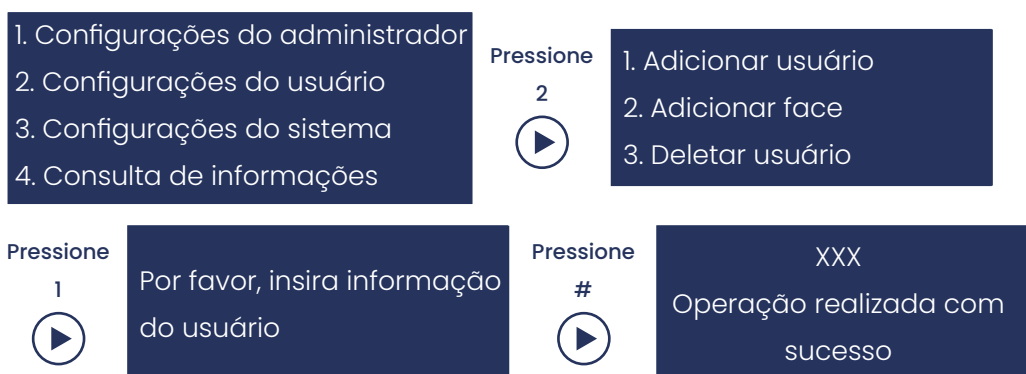 1. Configurações do administrador
2. Configurações do usuário
3. Configurações do sistema
4. Consulta de informações
Pressione
2
1. Adicionar usuário
2. Adicionar face
3. Deletar usuário
Pressione
1
Por favor, insira informação
do usuário
Pressione
#
XXX
Operação realizada com
sucesso